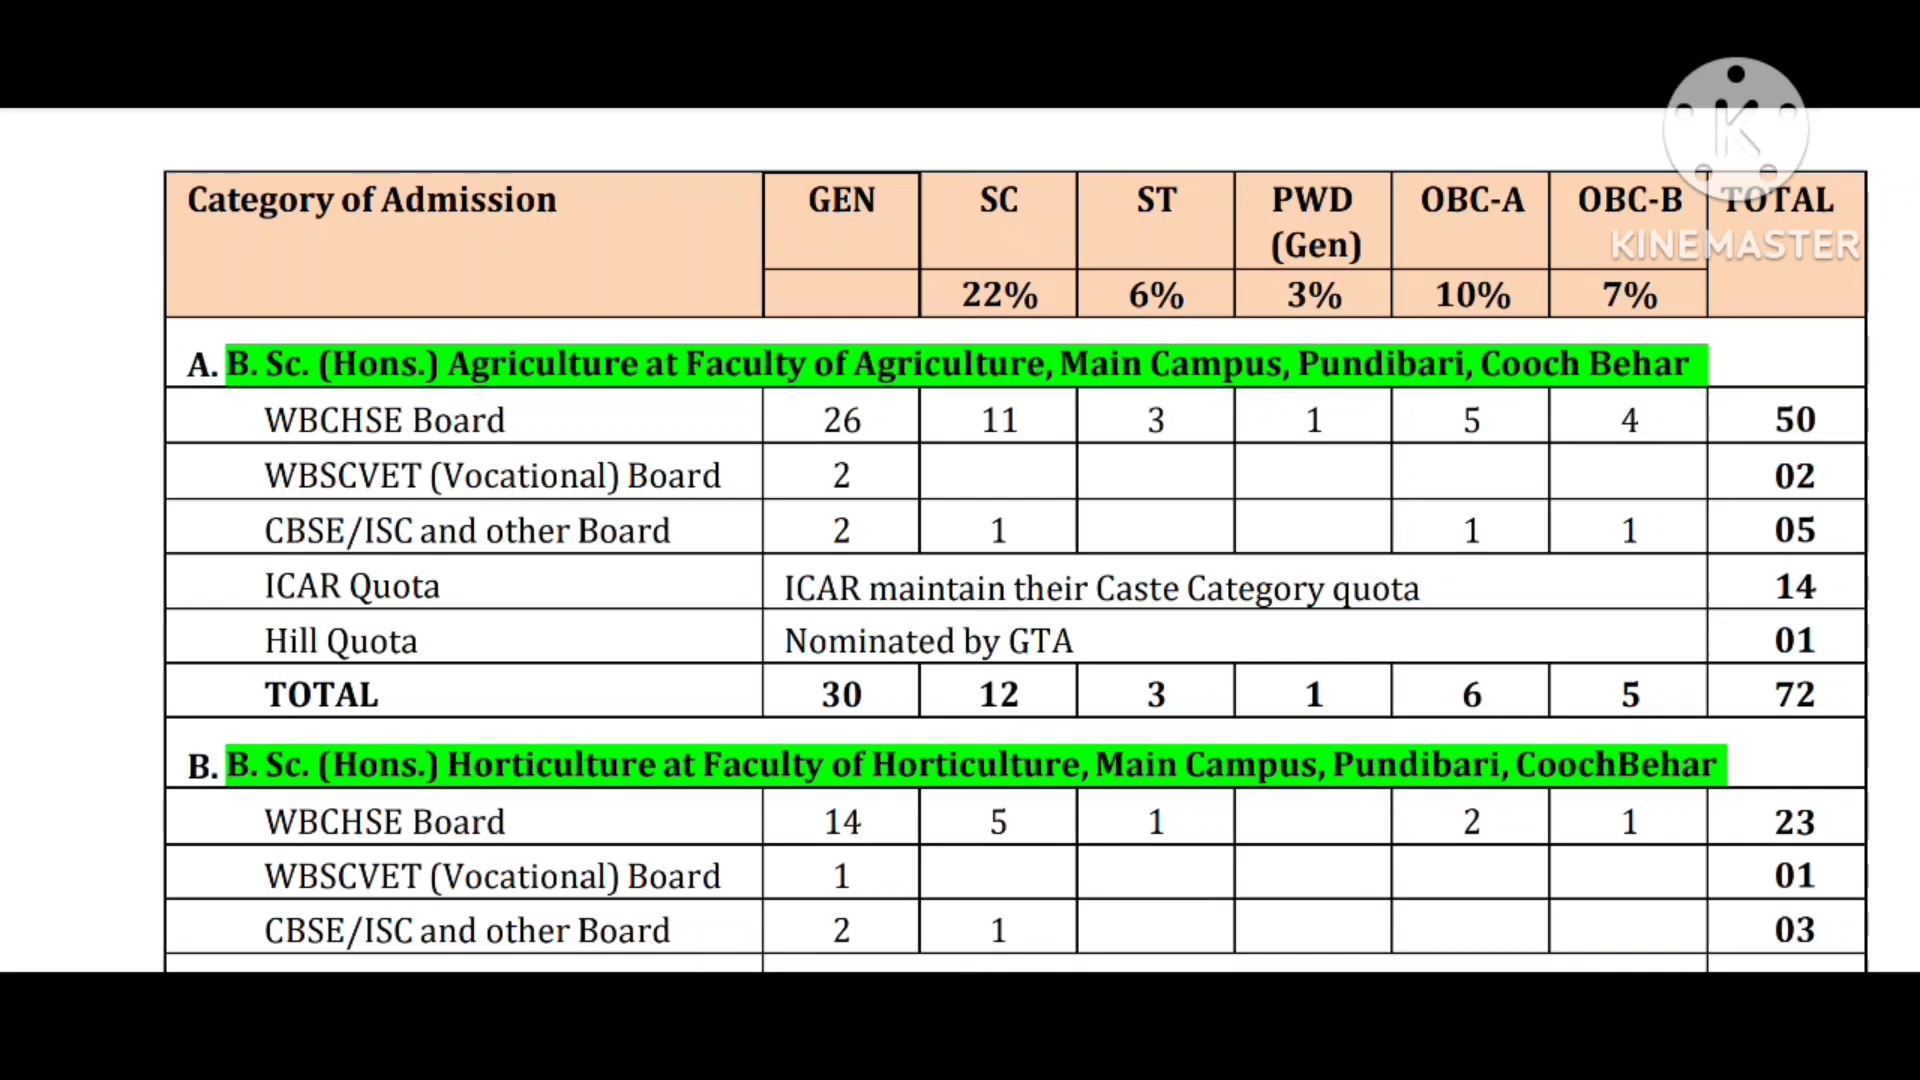 K
KINEMASTER
Category of Admission GEN SC ST PWD (Gen) OBC-A OBC-B TOTAL
22% 6% 3% 10% 7%
A. B. Sc. (Hons.) Agriculture at Faculty of Agriculture, Main Campus, Pundibari, Cooch Behar
WBCHSE Board 26 11 3 1 5 4 50
WBSCVET (Vocational) Board 2 02
CBSE/ISC and other Board 2 1 1 1 05
ICAR Quota ICAR maintain their Caste Category quota 14
Hill Quota Nominated by GTA 01
TOTAL 30 12 3 1 6 5 72
B. B. Sc. (Hons.) Horticulture at Faculty of Horticulture, Main Campus, Pundibari, CoochBehar
WBCHSE Board 14 5 1 2 1 23
WBSCVET (Vocational) Board 1 01
CBSE/ISC and other Board 2 1 03